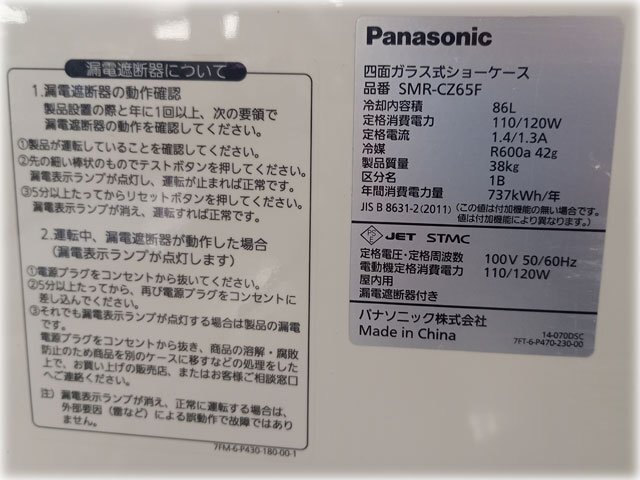 漏電遮断器について
1.漏電遮断器の動作確認
製品設置の際と年に1回以上、次の要領で
漏電遮断器の動作を確認してください。
①製品が運転していることを確認してください。
②先の細い棒状のものでテストボタンを押してください。
漏電表示ランプが点灯し、運転が止まれば正常です。
③5分以上たってからリセットボタンを押してください。
漏電表示ランプが消え、運転すれば正常です。
2.運転中、漏電遮断器が動作した場合
(漏電表示ランプが点灯します)
①電源プラグをコンセントから抜いてください。
②5分以上たってから、再び電源プラグをコンセントに
差し込んでください。
③それでも漏電表示ランプが点灯する場合は製品の漏電
です。
電源プラグをコンセントから抜き、商品の溶解・腐敗
防止のため商品を別のケースに移すなどの処理をした
上で、お買い上げの販売店、またはお客様ご相談窓口
へご連絡ください。
注) 漏電表示ランプが消え、正常に運転する場合は、
外部要因(雷など)による誤動作で故障ではあり
ません。
7FM-6-P430-180-00-1
Panasonic
四面ガラス式ショーケース
品番 SMR-CZ65F
冷却内容積 86L
定格消費電力 110/120W
定格電流 1.4/1.3A
冷媒 R600a 42g
製品質量 38kg
区分名 1B
年間消費電力量 737kWh/年
JIS B 8631-2(2011) (この値は付加機能の無い場合です。
値は付加機能により異なります。)
PSE JET STMC
定格電圧・定格周波数 100V 50/60Hz
電動機定格消費電力 110/120W
屋内用
漏電遮断器付き
パナソニック株式会社
Made in China
14-070DSC
7FT-6-P470-230-00